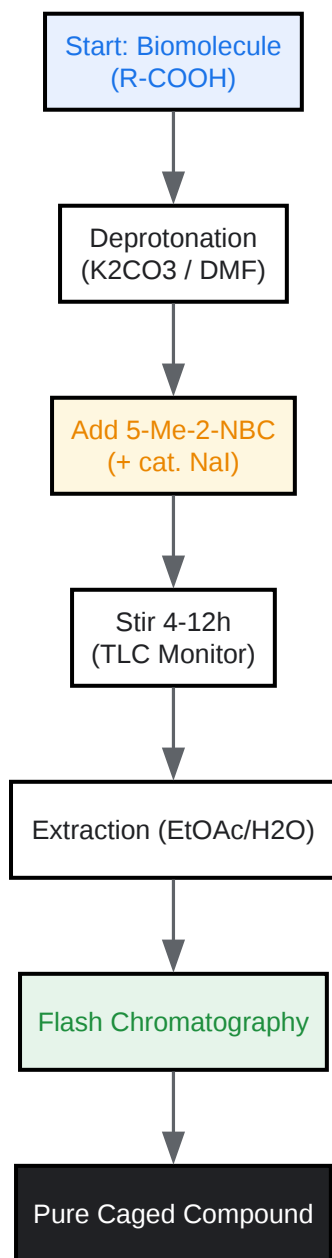 Start: Biomolecule
(R-COOH)
Deprotonation
(K2CO3 / DMF)
Add 5-Me-2-NBC
(+ cat. NaI)
Stir 4-12h
(TLC Monitor)
Extraction (EtOAc/H2O)
Flash Chromatography
Pure Caged Compound